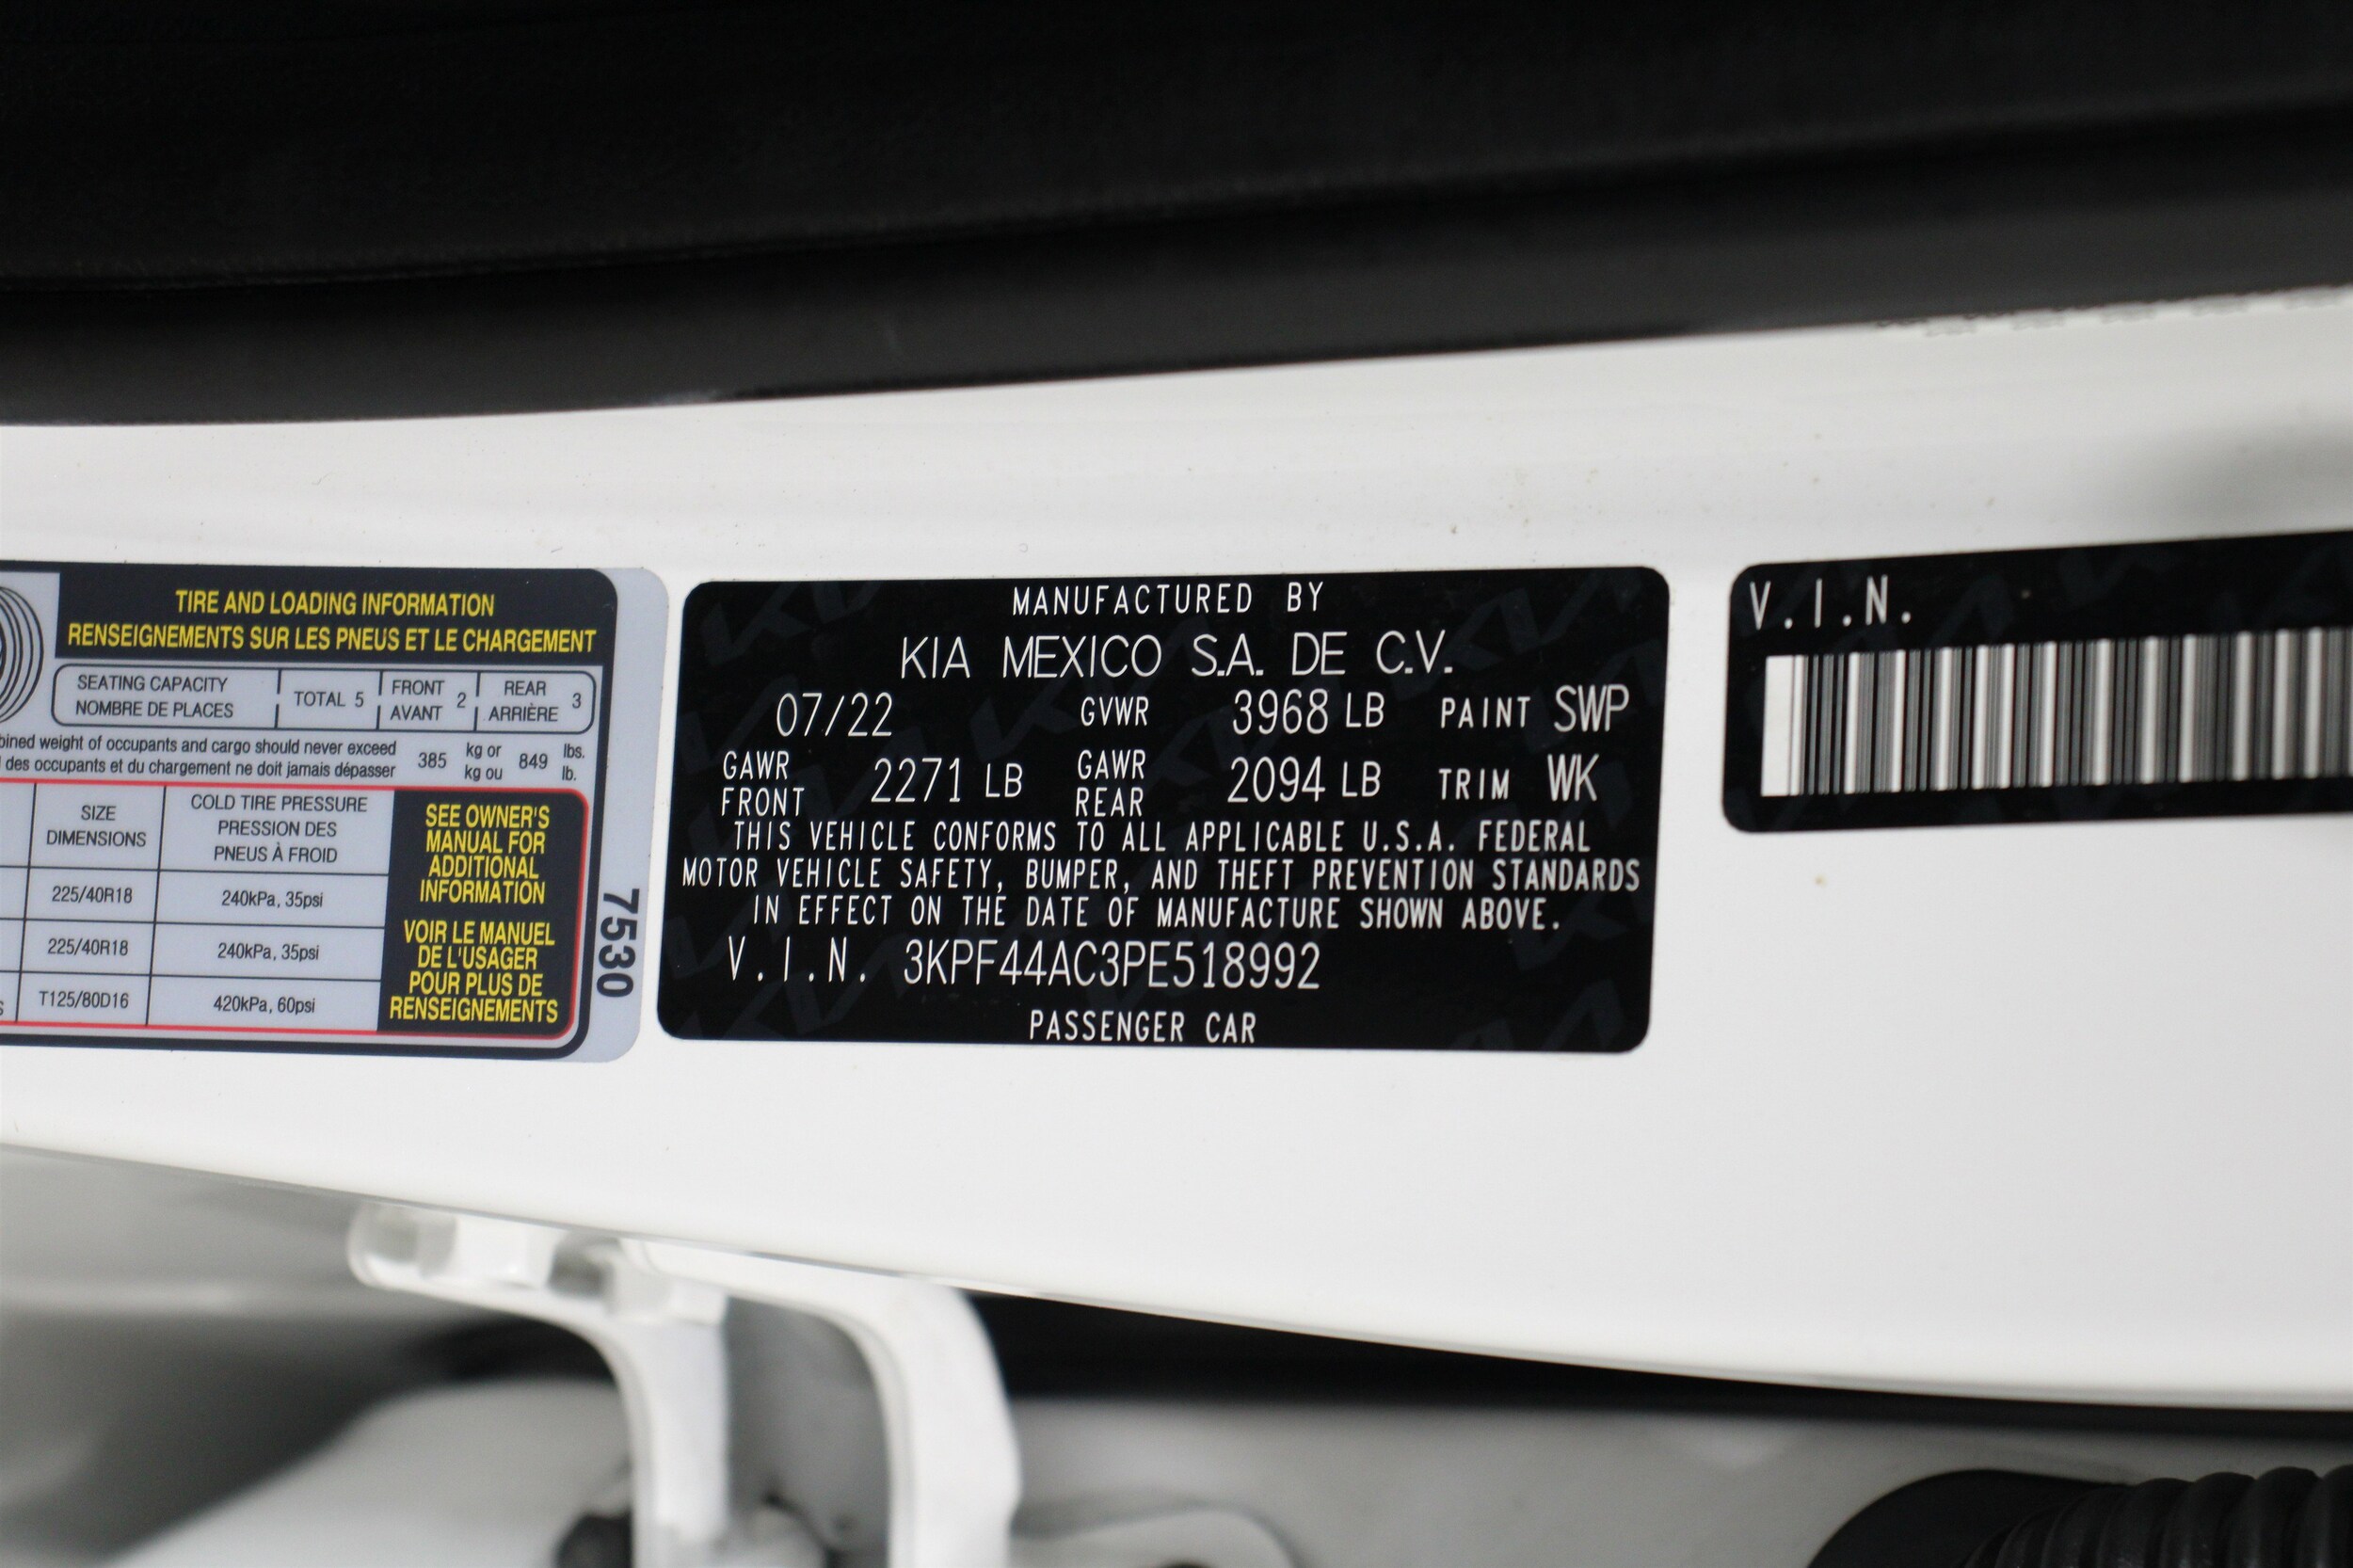 TIRE AND LOADING INFORMATION
RENSEIGNEMENTS SUR LES PNEUS ET LE CHARGEMENT
SEATING CAPACITY
NOMBRE DE PLACES
TOTAL 5
FRONT
AVANT
2
REAR
ARRIÈRE
3
weight of occupants and cargo should never exceed
des occupants et du chargement ne doit jamais dépasser
385
kg or
kg ou
849
lbs.
lb.
SIZE
DIMENSIONS
COLD TIRE PRESSURE
PRESSION DES
PNEUS À FROID
225/40R18 240kPa, 35psi
225/40R18 240kPa, 35psi
T125/80D16 420kPa, 60psi
SEE OWNER'S
MANUAL FOR
ADDITIONAL
INFORMATION
VOIR LE MANUEL
DE L'USAGER
POUR PLUS DE
RENSEIGNEMENTS
7530
MANUFACTURED BY
KIA MEXICO S.A. DE C.V.
07/22 GVWR 3968 LB PAINT SWP
GAWR
FRONT
2271 LB
GAWR
REAR
2094 LB
TRIM WK
THIS VEHICLE CONFORMS TO ALL APPLICABLE U.S.A. FEDERAL
MOTOR VEHICLE SAFETY, BUMPER, AND THEFT PREVENTION STANDARDS
IN EFFECT ON THE DATE OF MANUFACTURE SHOWN ABOVE.
V.I.N. 3KPF44AC3PE518992
PASSENGER CAR
V.I.N.